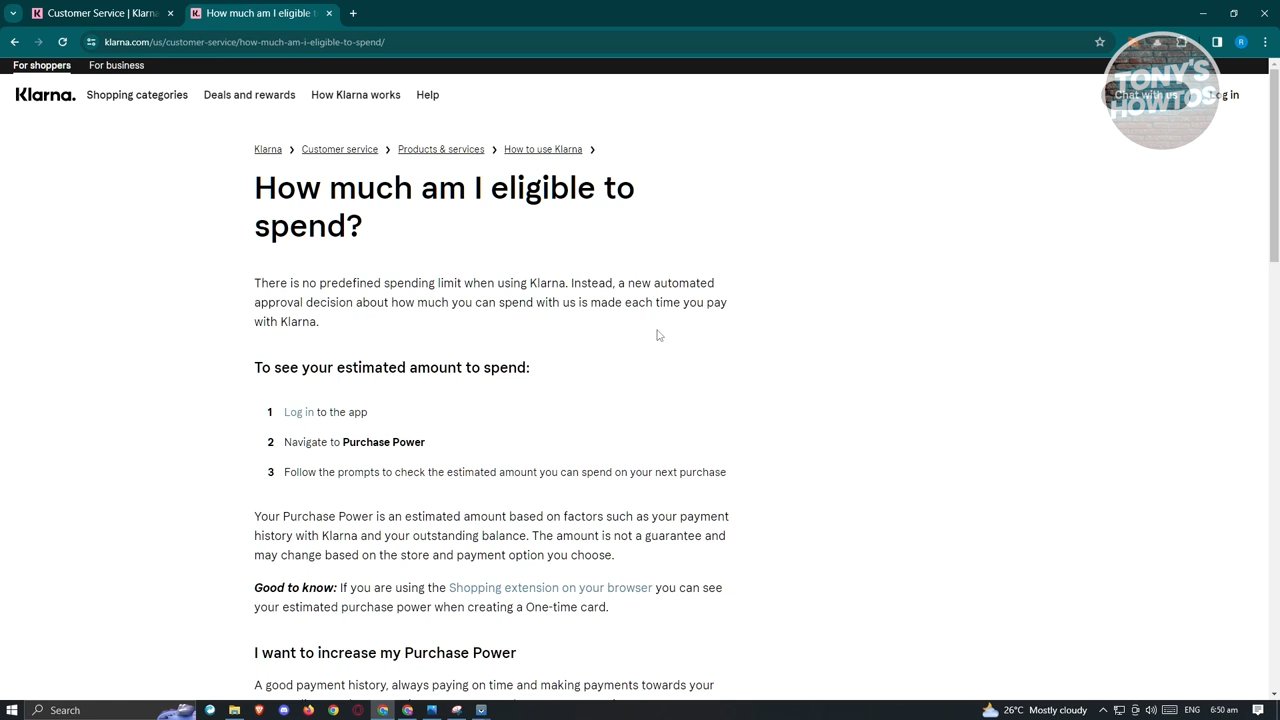 Customer Service | Klarna
How much am I eligible t
klarna.com/us/customer-service/how-much-am-i-eligible-to-spend/
R
For shoppers
For business
Klarna.
Shopping categories
Deals and rewards
How Klarna works
Help
Chat with us
Log in
TONY'S
HOWTOS
Klarna
Customer service
Products & services
How to use Klarna
How much am I eligible to
spend?
There is no predefined spending limit when using Klarna. Instead, a new automated
approval decision about how much you can spend with us is made each time you pay
with Klarna.
To see your estimated amount to spend:
1 Log in to the app
2 Navigate to Purchase Power
3 Follow the prompts to check the estimated amount you can spend on your next purchase
Your Purchase Power is an estimated amount based on factors such as your payment
history with Klarna and your outstanding balance. The amount is not a guarantee and
may change based on the store and payment option you choose.
Good to know: If you are using the Shopping extension on your browser you can see
your estimated purchase power when creating a One-time card.
I want to increase my Purchase Power
A good payment history, always paying on time and making payments towards your
Search
26°C Mostly cloudy
6:50 am